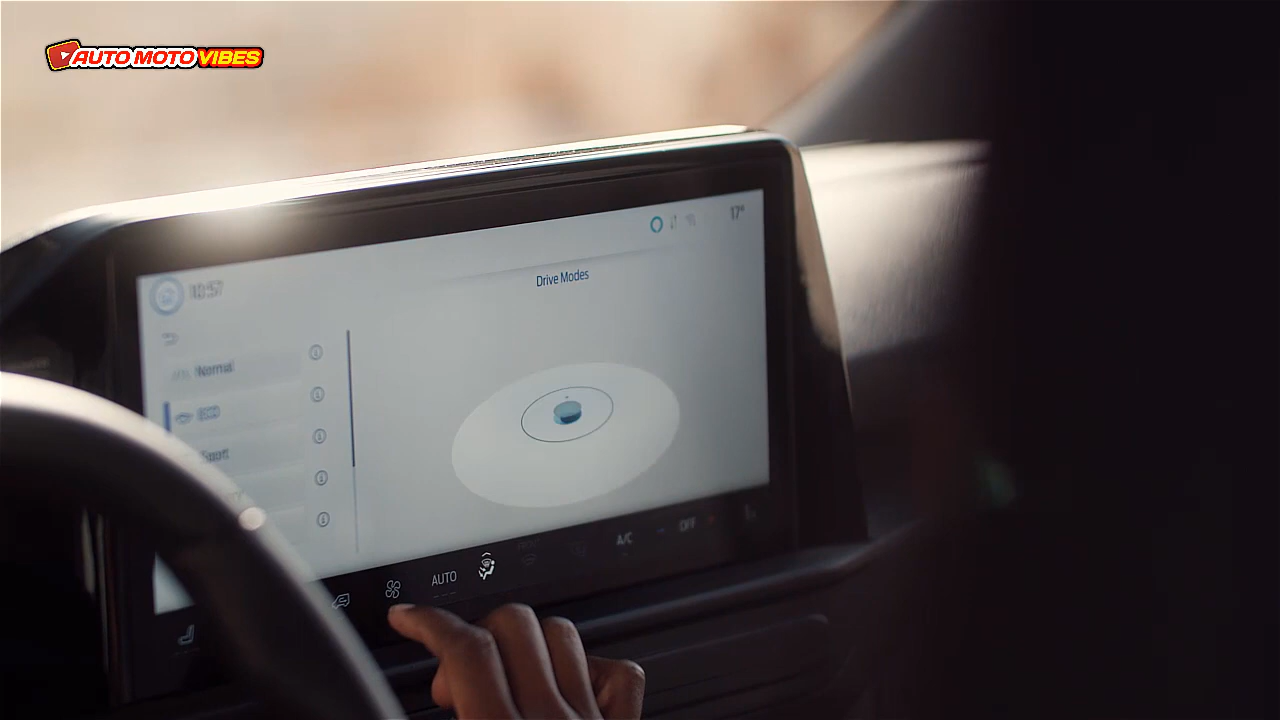 AUTO MOTO VIBES
17°
Drive Modes
10:57
Normal
ECO
Sport
A/C
OFF
AUTO